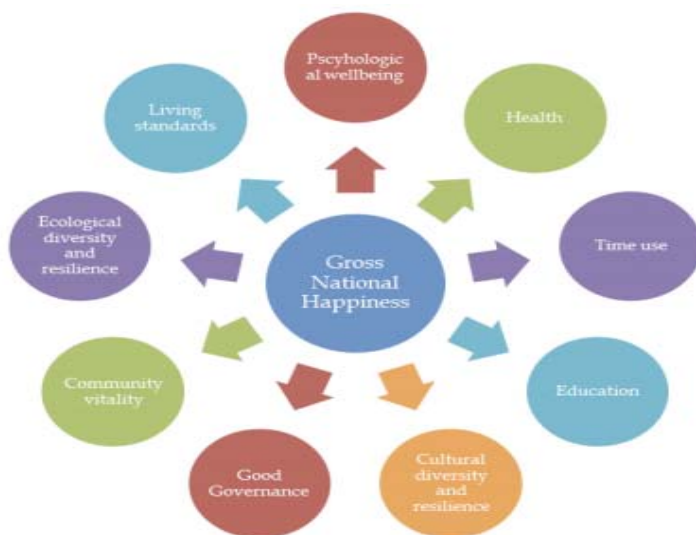 Pscyhologic
al wellbeing
Health
Time use
Education
Cultural
diversity and
resilience
Good
Governance
Community
vitality
Ecological
diversity
and
resilience
Living
standards
Gross
National
Happiness